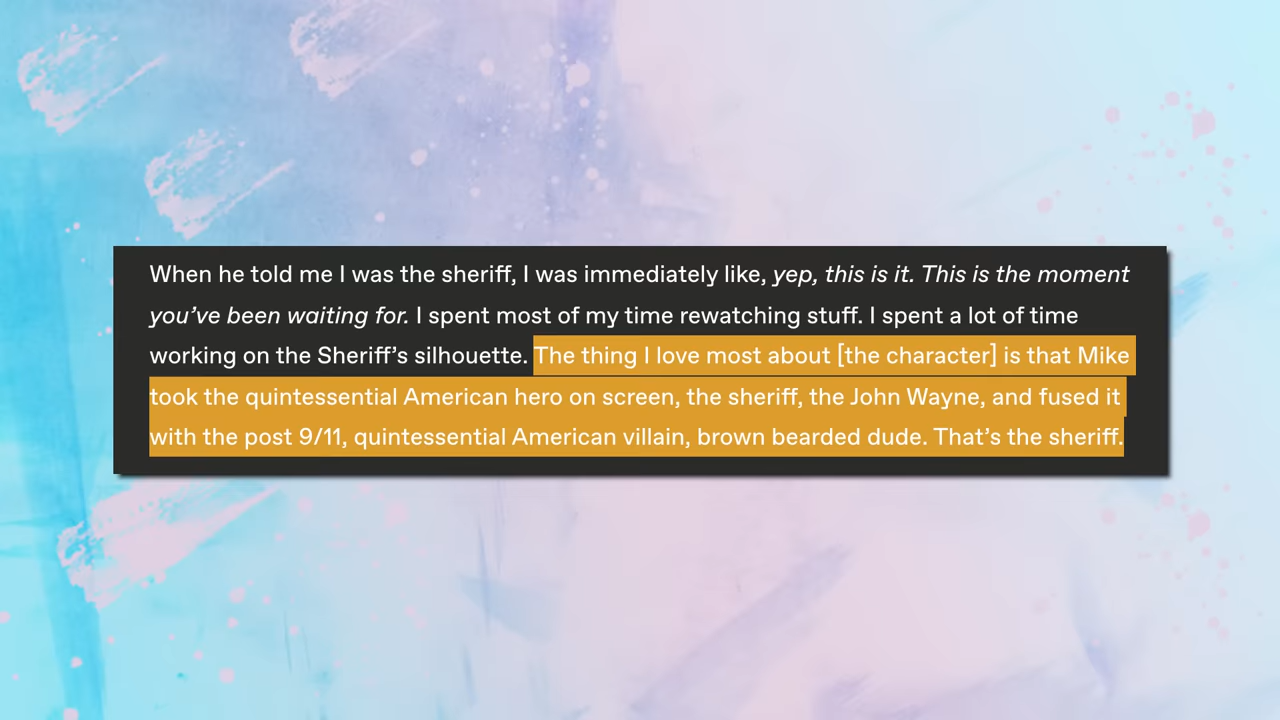 When he told me I was the sheriff, I was immediately like, yep, this is it. This is the moment
you’ve been waiting for. I spent most of my time rewatching stuff. I spent a lot of time
working on the Sheriff’s silhouette. The thing I love most about [the character] is that Mike
took the quintessential American hero on screen, the sheriff, the John Wayne, and fused it
with the post 9/11, quintessential American villain, brown bearded dude. That’s the sheriff.